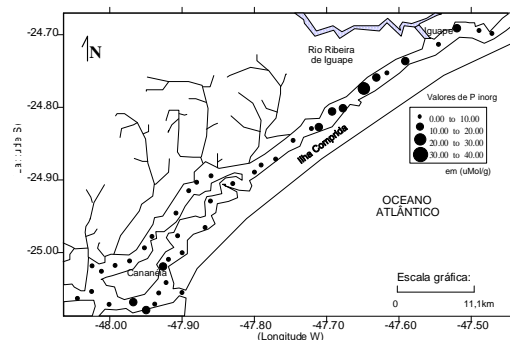 -24.70
-24.80
-24.90
-25.00
N
Rio Ribeira
de Iguape
Iguape
Valores de P inorg
0.00 to 10.00
10.00 to 20.00
20.00 to 30.00
30.00 to 40.00
em (uMol/g)
Ilha Comprida
OCEANO
ATLÂNTICO
Cananeia
Escala gráfica:
0 11,1km
-48.00 -47.90 -47.80 -47.70 -47.60 -47.50
(Longitude W)